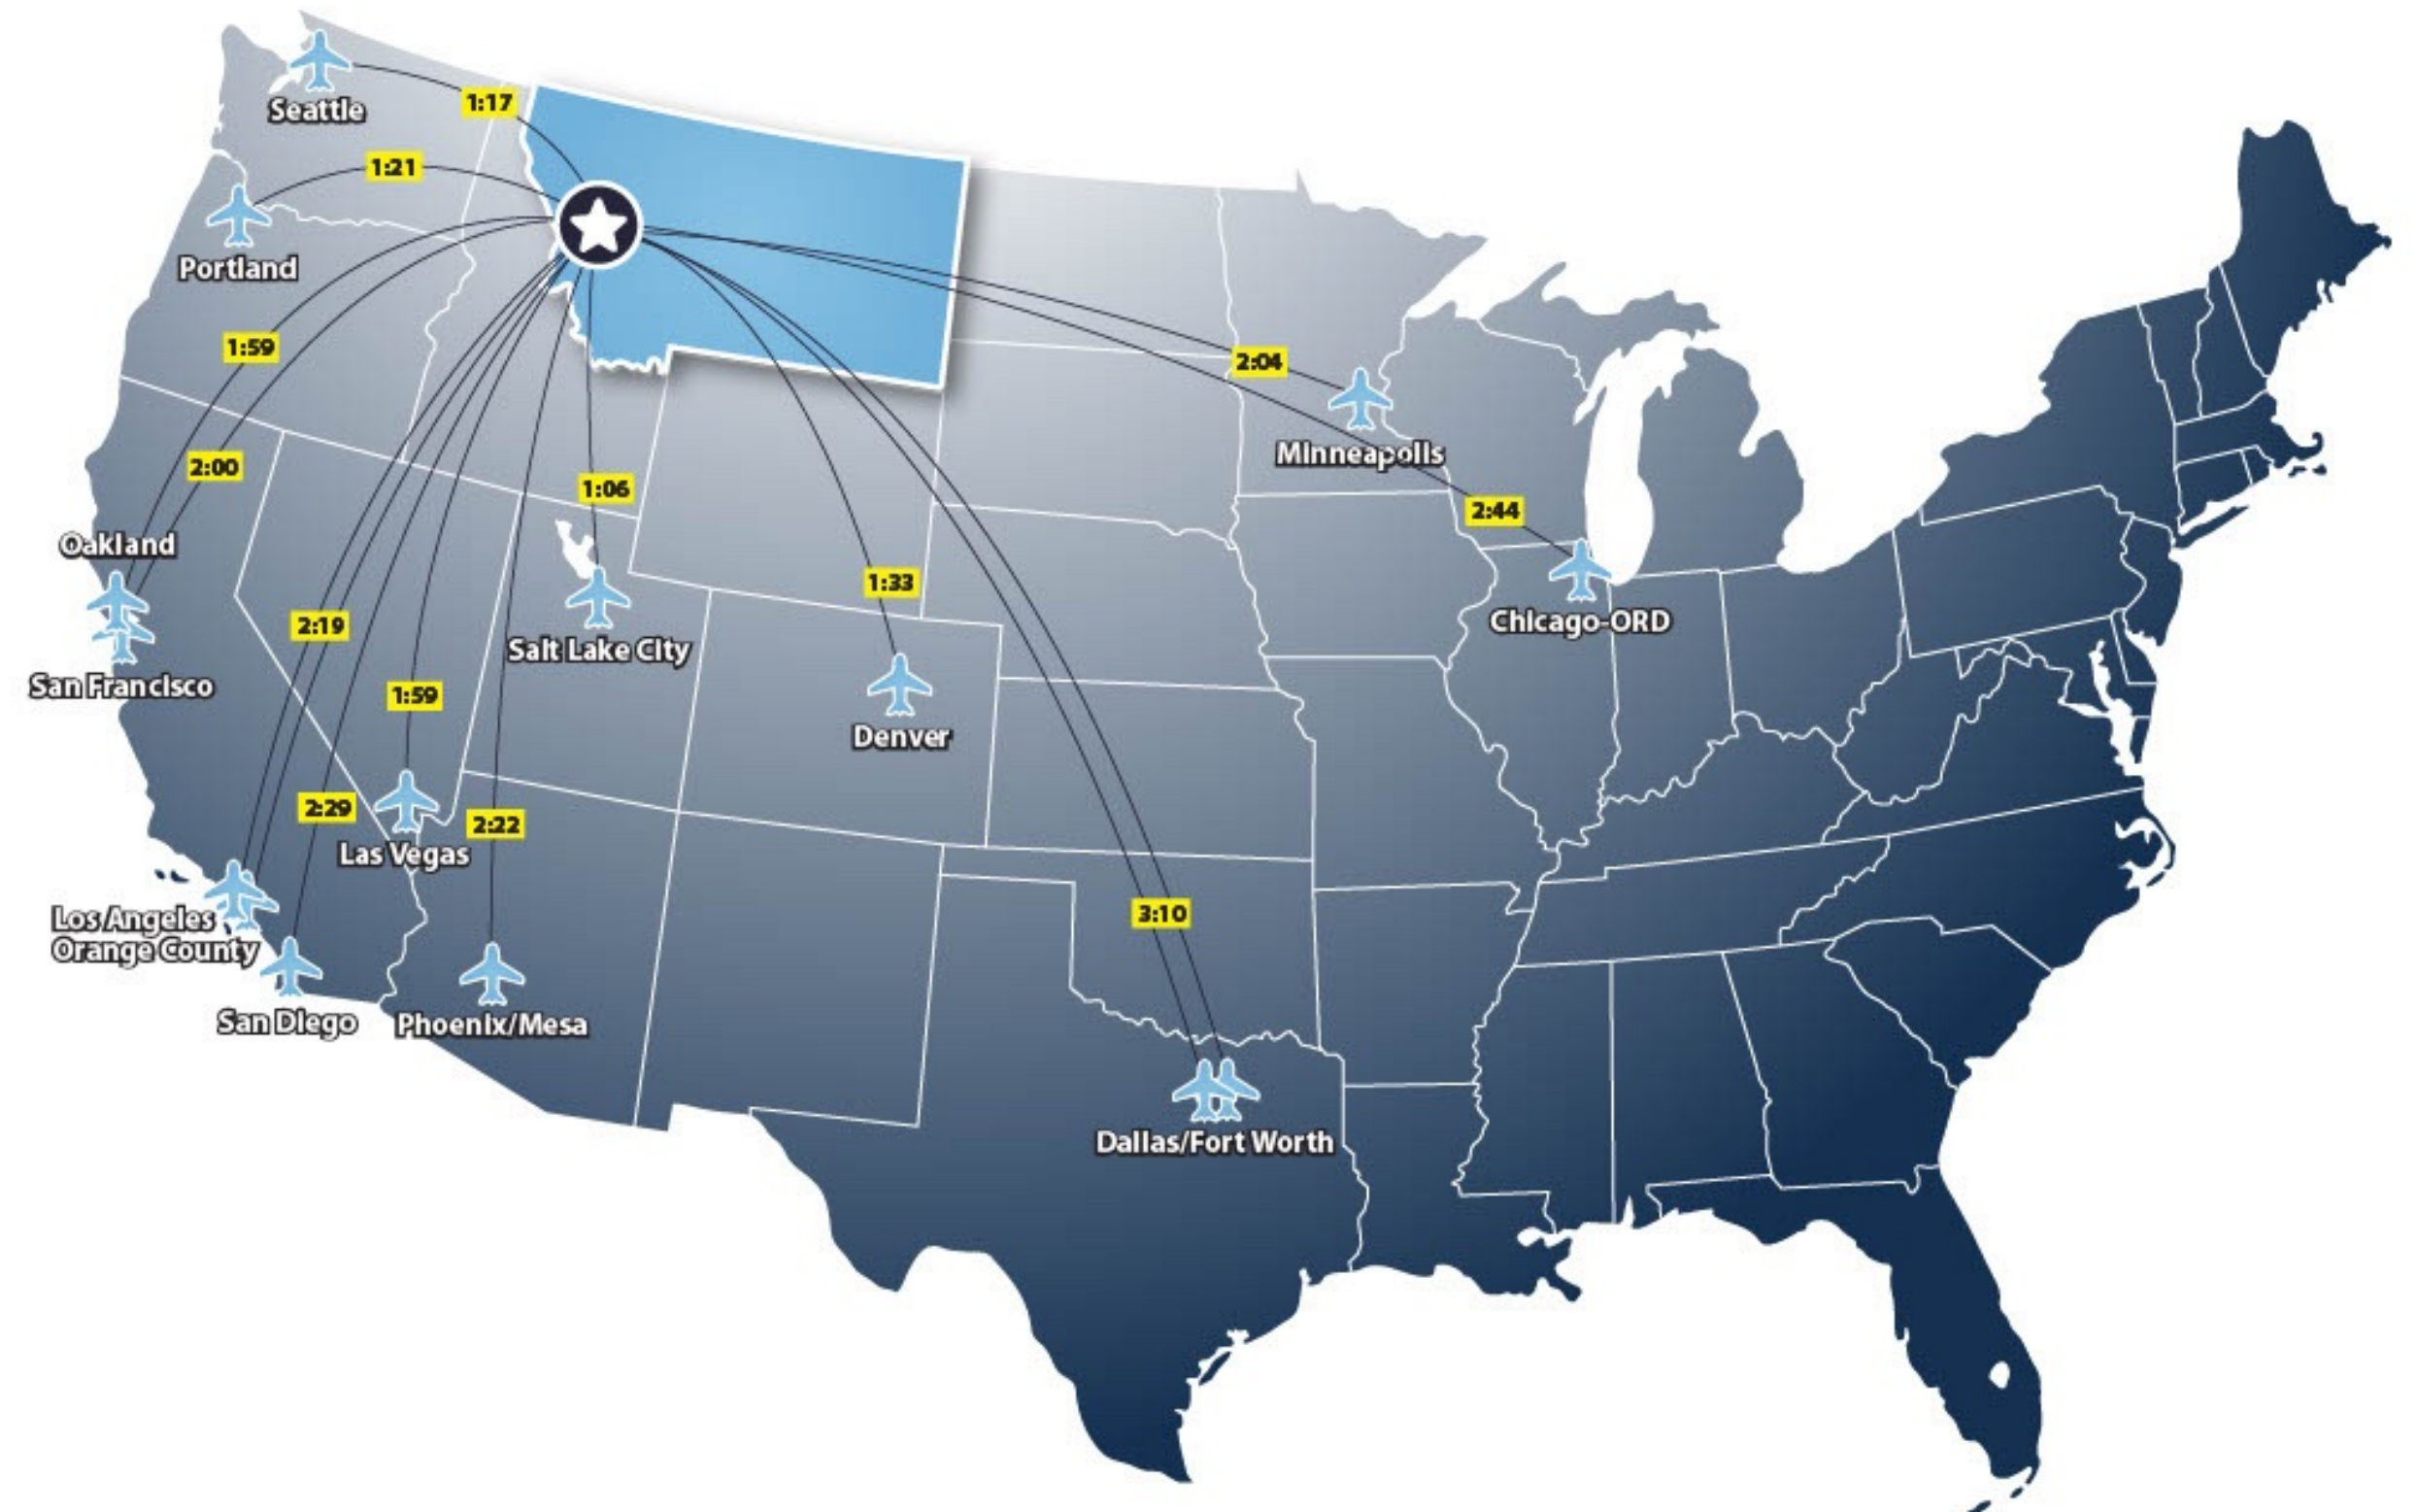 Seattle
1:17
1:21
Portland
1:59
2:00
Oakland
San Francisco
2:19
2:29
1:59
Las Vegas
2:22
Los Angeles
Orange County
San Diego
Phoenix/Mesa
1:06
Salt Lake City
1:33
Denver
2:04
Minneapolis
2:44
Chicago-ORD
3:10
Dallas/Fort Worth